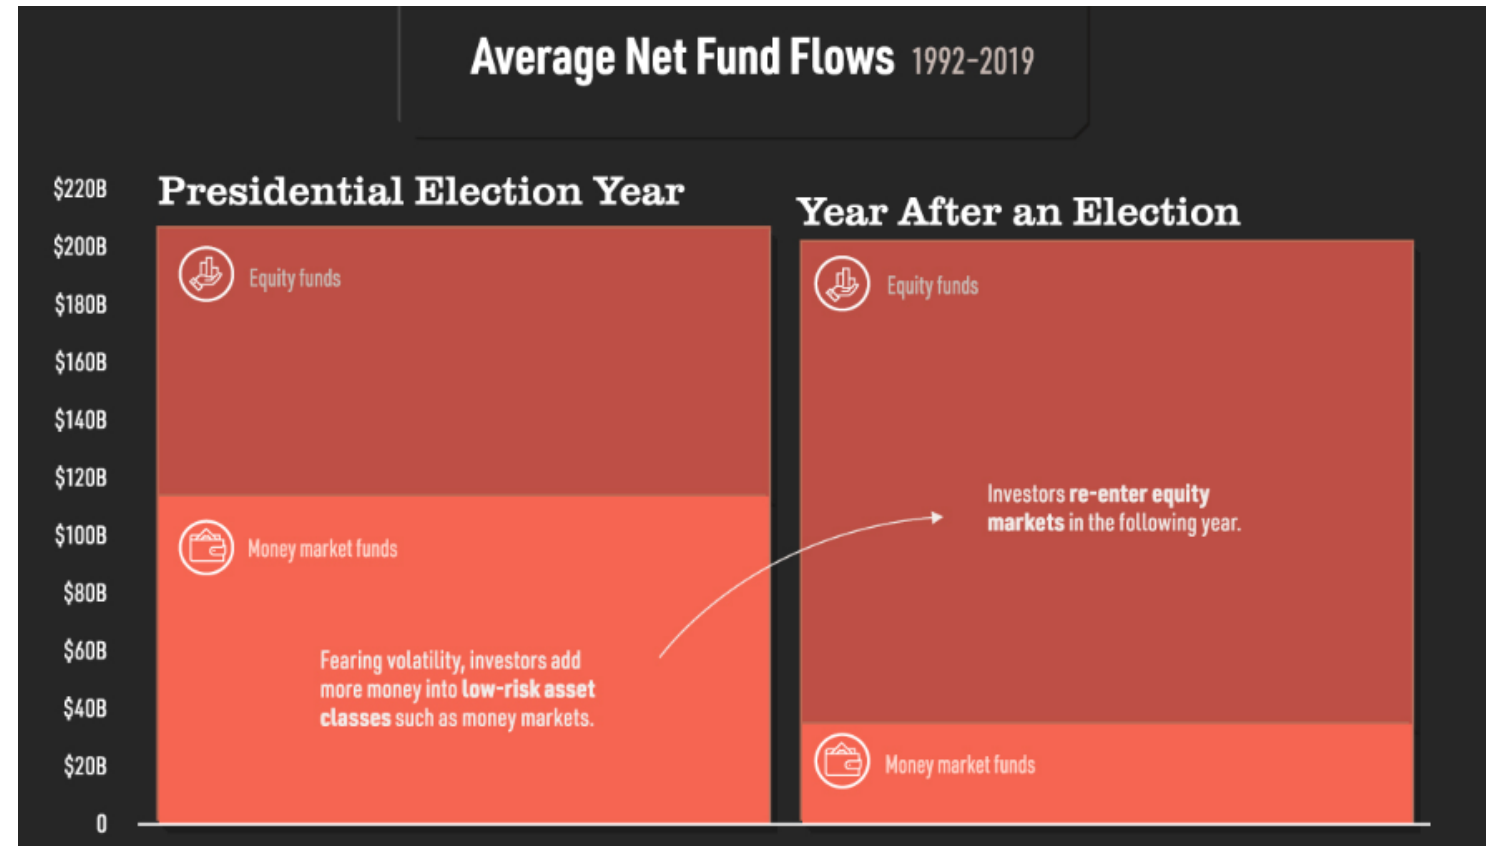 Average Net Fund Flows 1992-2019
Presidential Election Year
Year After an Election
$220B
$200B
$180B
$160B
$140B
$120B
$100B
$80B
$60B
$40B
$20B
0
Equity funds
Money market funds
Fearing volatility, investors add
more money into low-risk asset
classes such as money markets.
Equity funds
Investors re-enter equity
markets in the following year.
Money market funds